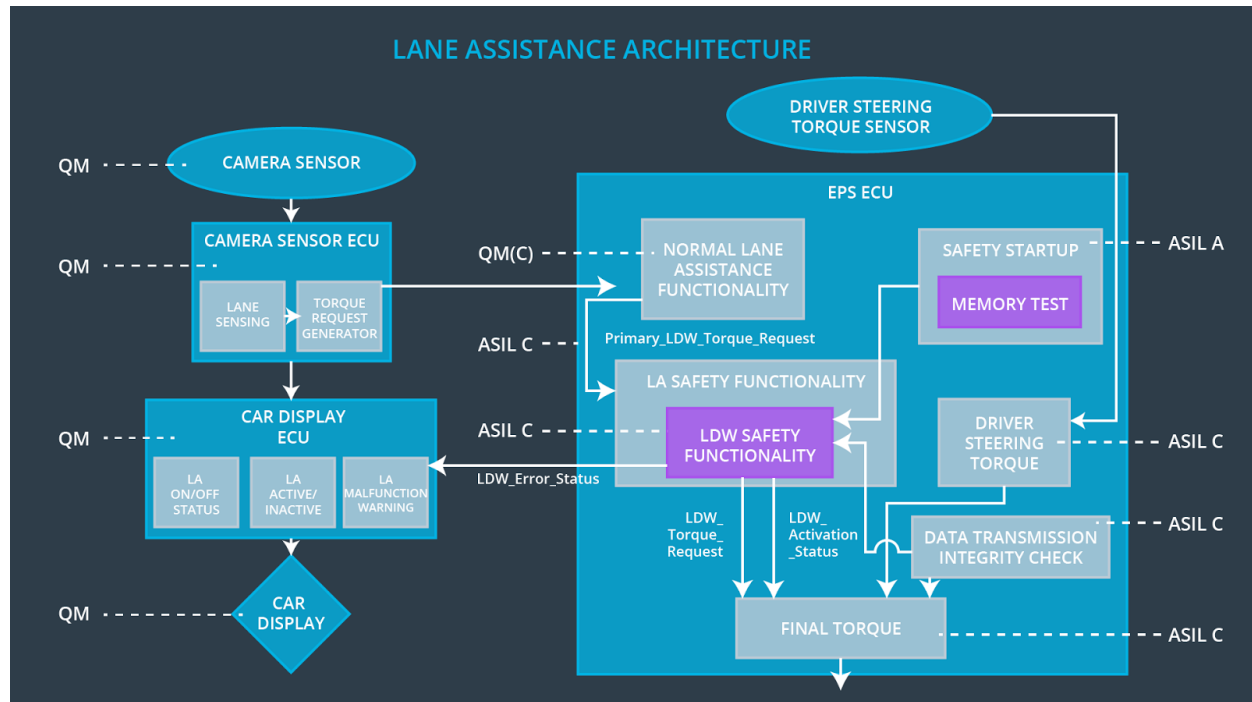 LANE ASSISTANCE ARCHITECTURE
DRIVER STEERING
TORQUE SENSOR
QM
CAMERA SENSOR
EPS ECU
CAMERA SENSOR ECU
QM
LANE
SENSING
TORQUE
REQUEST
GENERATOR
QM(C)
NORMAL LANE
ASSISTANCE
FUNCTIONALITY
SAFETY STARTUP
ASIL A
MEMORY TEST
ASIL C
Primary_LDW_Torque_Request
LA SAFETY FUNCTIONALITY
ASIL C
LDW SAFETY
FUNCTIONALITY
DRIVER
STEERING
TORQUE
ASIL C
CAR DISPLAY
ECU
QM
LA
ON/OFF
STATUS
LA
ACTIVE/
INACTIVE
LA
MALFUNCTION
WARNING
LDW_Error_Status
LDW_
Torque_
Request
LDW_
Activation
_Status
DATA TRANSMISSION
INTEGRITY CHECK
ASIL C
QM
CAR
DISPLAY
FINAL TORQUE
ASIL C